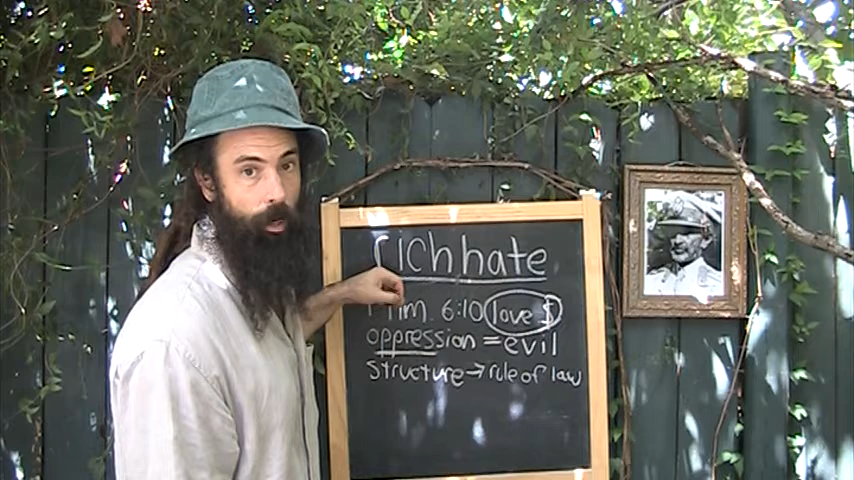 rich hate
1 Tim. 6:10 love $
oppression = evil
structure → rule of law